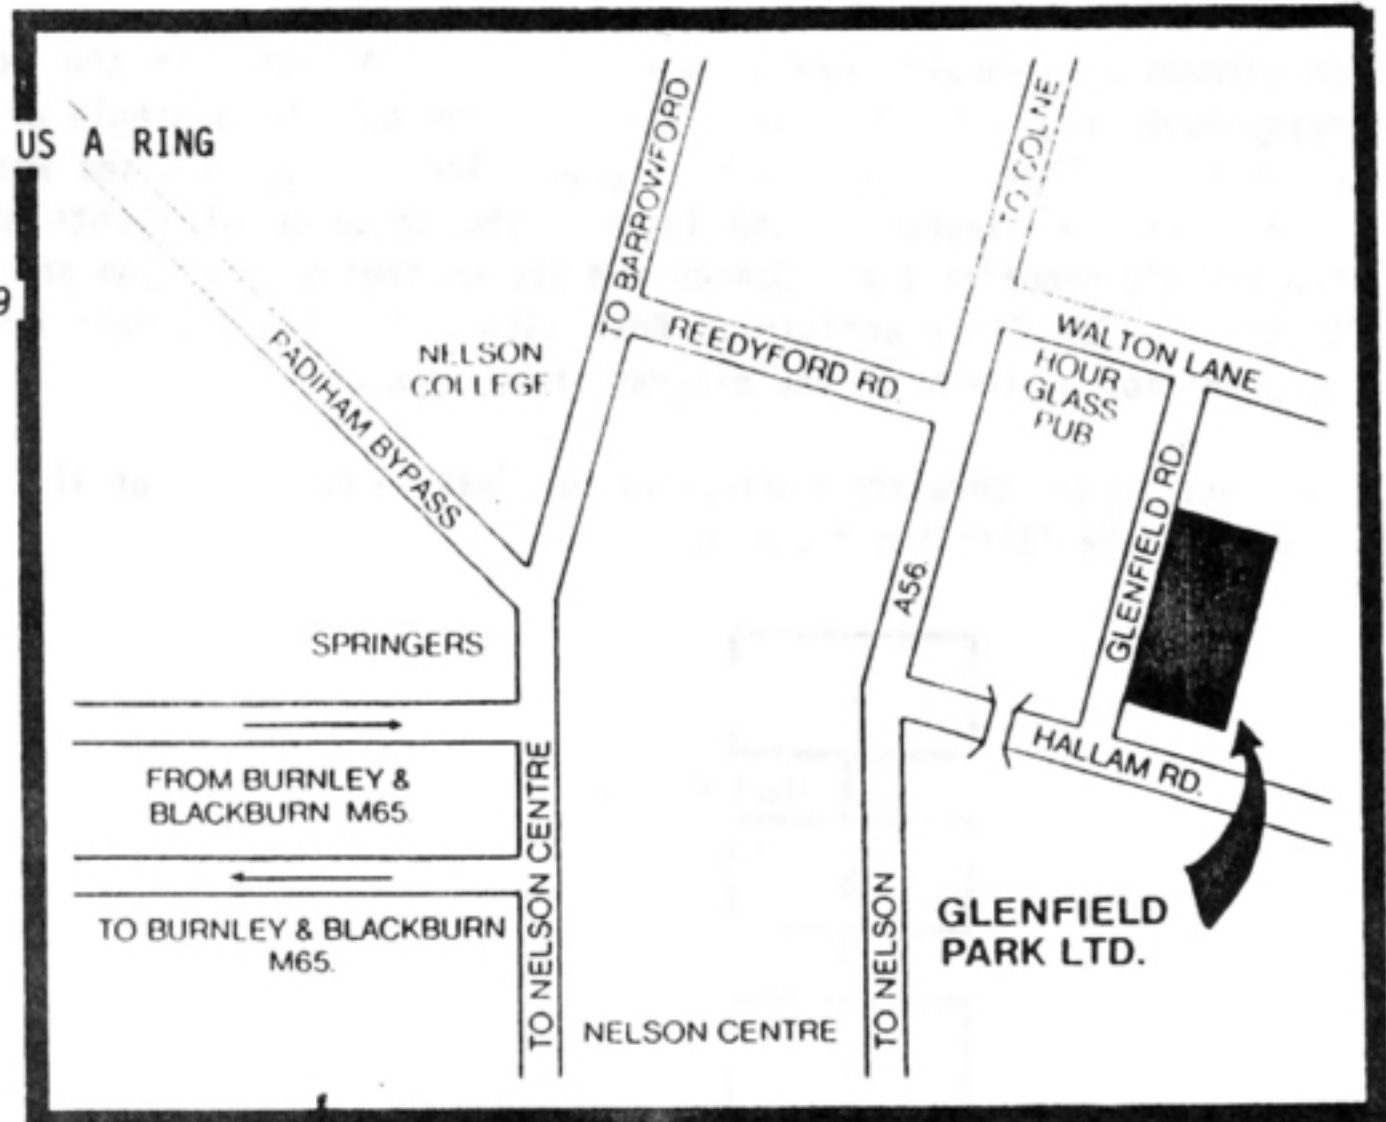 US A RING
9
TO BARROWFORD
TO COLNE
PADIHAM BYPASS
NELSON
COLLEGE
REEDYFORD RD.
WALTON LANE
HOUR
GLASS
PUB
GLENFIELD RD.
A56
SPRINGERS
HALLAM RD.
FROM BURNLEY &
BLACKBURN M65.
TO BURNLEY & BLACKBURN
M65.
TO NELSON CENTRE
NELSON CENTRE
TO NELSON
GLENFIELD
PARK LTD.